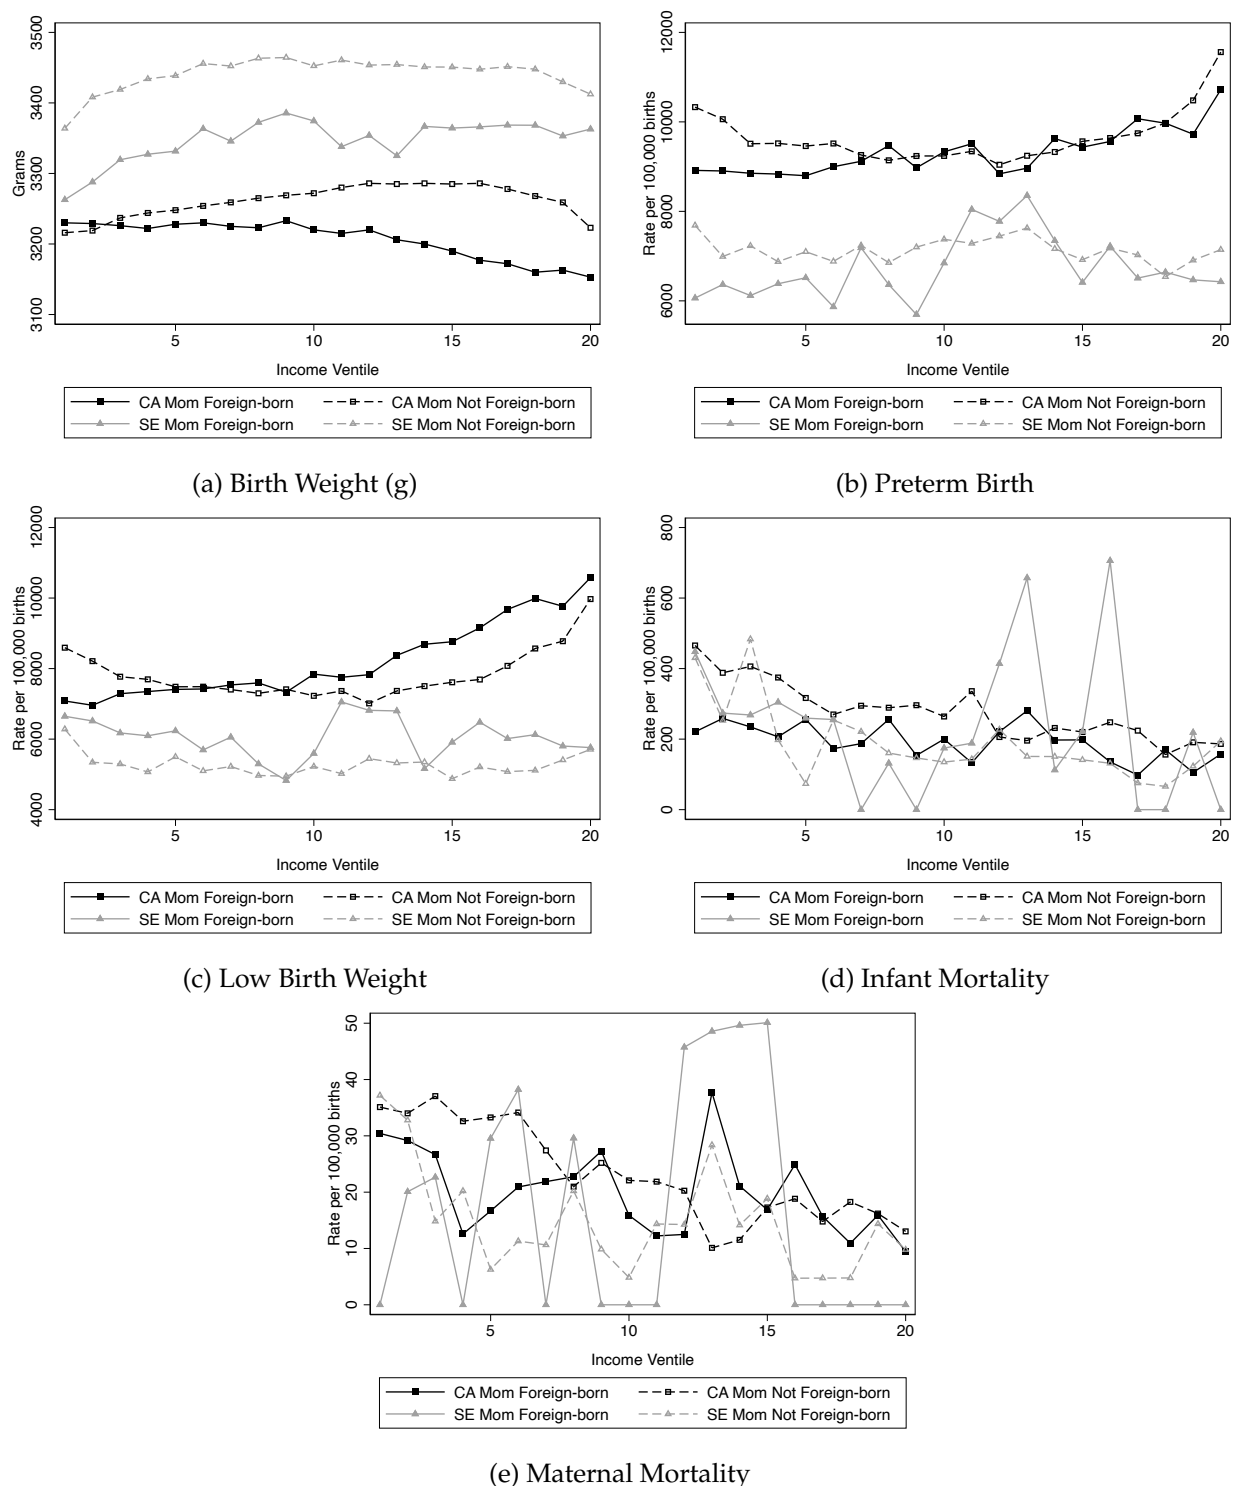 3500
3400
3300
3200
3100
Grams
5 10 15 20
Income Ventile
CA Mom Foreign-born CA Mom Not Foreign-born
SE Mom Foreign-born SE Mom Not Foreign-born
(a) Birth Weight (g)
12000
10000
8000
6000
Rate per 100,000 births
5 10 15 20
Income Ventile
CA Mom Foreign-born CA Mom Not Foreign-born
SE Mom Foreign-born SE Mom Not Foreign-born
(b) Preterm Birth
12000
10000
8000
6000
4000
Rate per 100,000 births
5 10 15 20
Income Ventile
CA Mom Foreign-born CA Mom Not Foreign-born
SE Mom Foreign-born SE Mom Not Foreign-born
(c) Low Birth Weight
800
600
400
200
0
Rate per 100,000 births
5 10 15 20
Income Ventile
CA Mom Foreign-born CA Mom Not Foreign-born
SE Mom Foreign-born SE Mom Not Foreign-born
(d) Infant Mortality
50
40
30
20
10
0
Rate per 100,000 births
5 10 15 20
Income Ventile
CA Mom Foreign-born CA Mom Not Foreign-born
SE Mom Foreign-born SE Mom Not Foreign-born
(e) Maternal Mortality